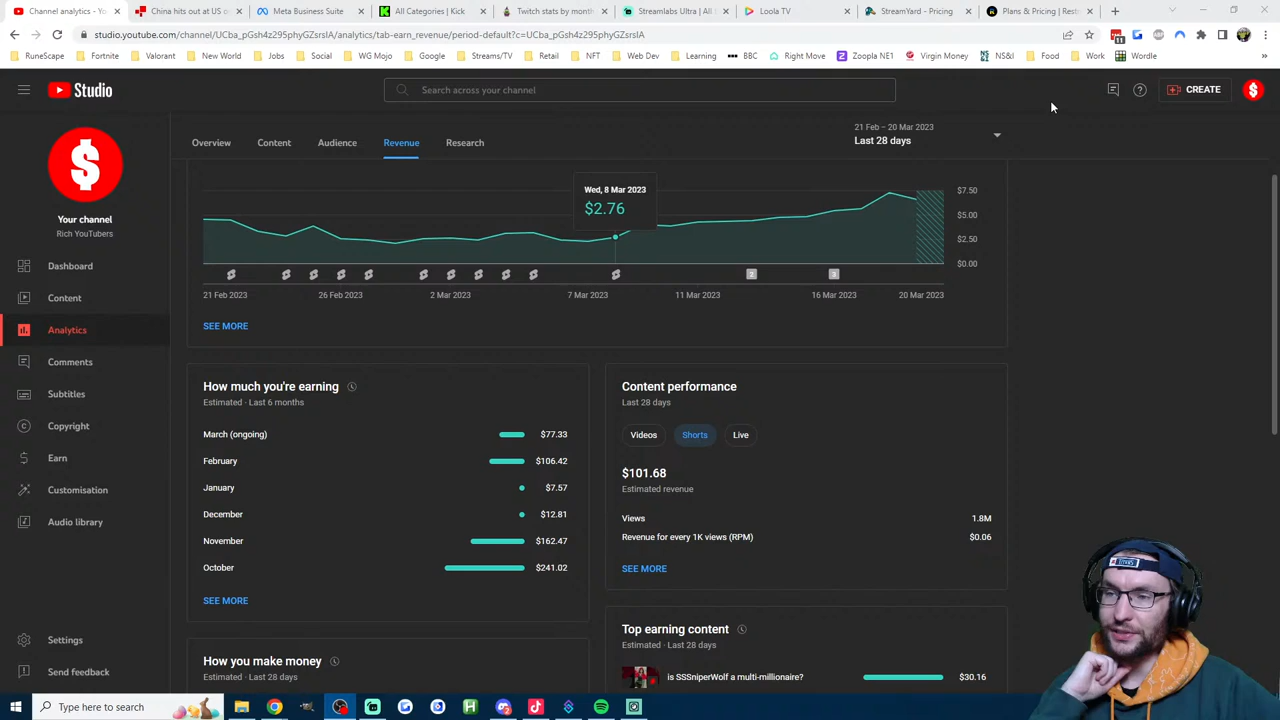 Channel analytics - Yo
China hits out at US o
Meta Business Suite
All Categories | Kick
Twitch stats by month
Streamlabs Ultra | All
Loola TV
StreamYard - Pricing
Plans & Pricing | Rest
studio.youtube.com/channel/UCba_pGsh4z295phyGZsrsIA/analytics/tab-earn_revenue/period-default?c=UCba_pGsh4z295phyGZsrsIA
RuneScape
Fortnite
Valorant
New World
Jobs
Social
WG Mojo
Google
Streams/TV
Retail
NFT
Web Dev
Learning
BBC
Right Move
Zoopla NE1
Virgin Money
NS&I
Food
Work
Wordle
Studio
Search across your channel
CREATE
Your channel
Rich YouTubers
Dashboard
Content
Analytics
Comments
Subtitles
Copyright
Earn
Customisation
Audio library
Settings
Send feedback
Overview
Content
Audience
Revenue
Research
21 Feb – 20 Mar 2023
Last 28 days
Wed, 8 Mar 2023
$2.76
$7.50
$5.00
$2.50
$0.00
2
3
21 Feb 2023
26 Feb 2023
2 Mar 2023
7 Mar 2023
11 Mar 2023
16 Mar 2023
20 Mar 2023
SEE MORE
How much you're earning
Estimated · Last 6 months
March (ongoing) $77.33
February $106.42
January $7.57
December $12.81
November $162.47
October $241.02
SEE MORE
How you make money
Estimated · Last 28 days
Content performance
Last 28 days
Videos
Shorts
Live
$101.68
Estimated revenue
Views 1.8M
Revenue for every 1K views (RPM) $0.06
SEE MORE
Top earning content
Estimated · Last 28 days
is SSSniperWolf a multi-millionaire? $30.16
Type here to search